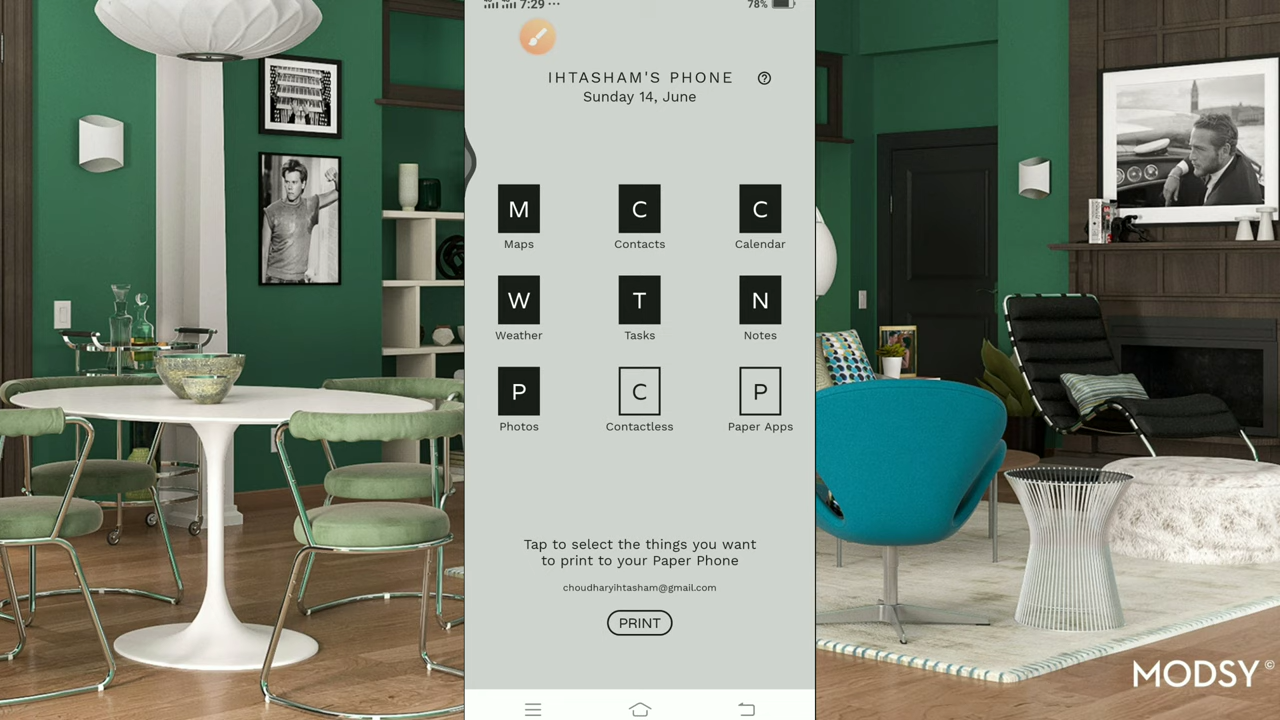 7:29 ...
78%
IHTASHAM'S PHONE
Sunday 14, June
M
C
C
Maps
Contacts
Calendar
W
T
N
Weather
Tasks
Notes
P
C
P
Photos
Contactless
Paper Apps
Tap to select the things you want
to print to your Paper Phone
choudharyihtasham@gmail.com
PRINT
MODSY©